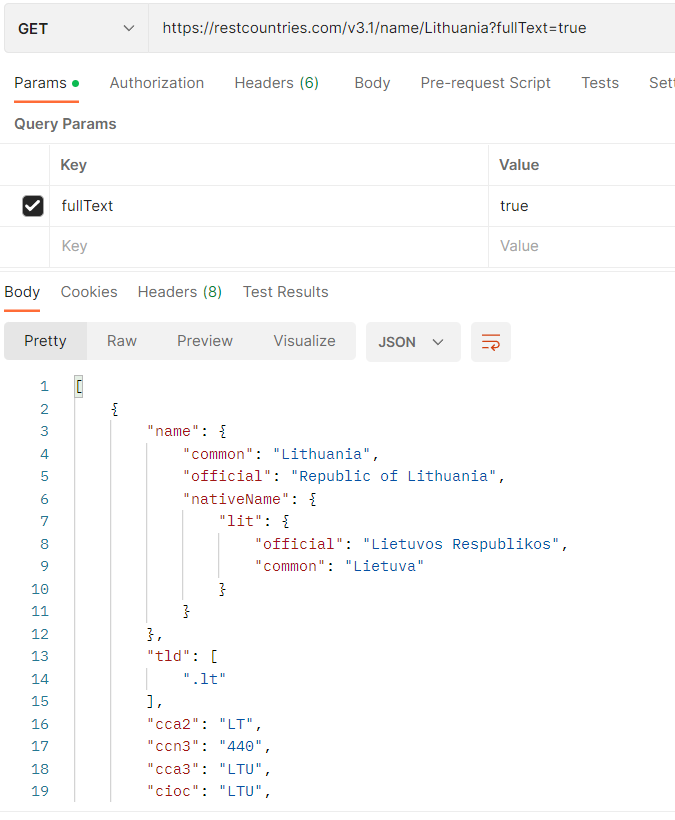 GET https://restcountries.com/v3.1/name/Lithuania?fullText=true
Params Authorization Headers (6) Body Pre-request Script Tests Sett
Query Params
Key Value
fullText true
Key Value
Body Cookies Headers (8) Test Results
Pretty Raw Preview Visualize JSON
1 [
2 {
3 "name": {
4 "common": "Lithuania",
5 "official": "Republic of Lithuania",
6 "nativeName": {
7 "lit": {
8 "official": "Lietuvos Respublikos",
9 "common": "Lietuva"
10 }
11 }
12 },
13 "tld": [
14 ".lt"
15 ],
16 "cca2": "LT",
17 "ccn3": "440",
18 "cca3": "LTU",
19 "cioc": "LTU",